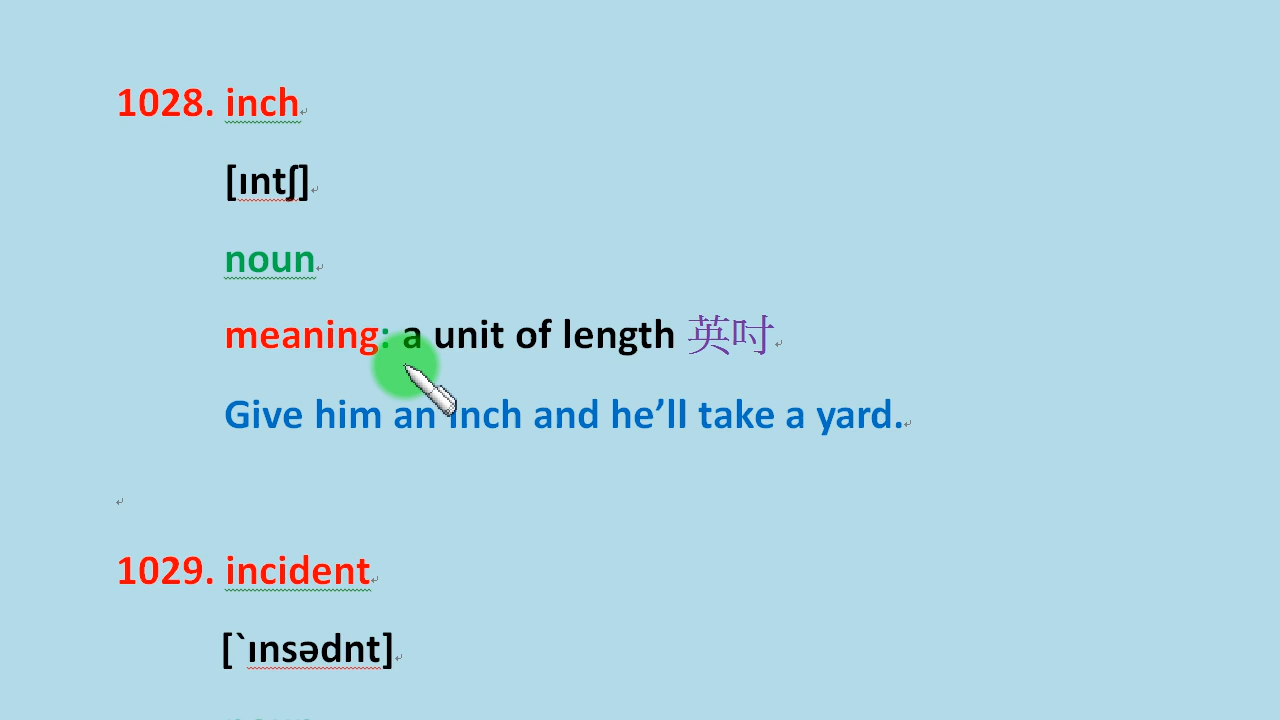 1028. inch
[ɪntʃ]
noun
meaning: a unit of length 英吋
Give him an inch and he’ll take a yard.
1029. incident
[ˋɪnsədnt]